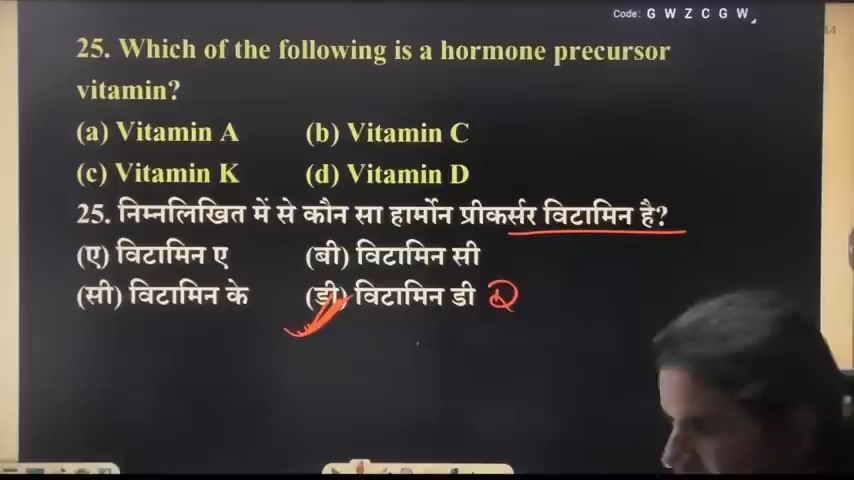 Code: G W Z C G W
25. Which of the following is a hormone precursor
vitamin?
(a) Vitamin A (b) Vitamin C
(c) Vitamin K (d) Vitamin D
25. निम्नलिखित में से कौन सा हार्मोन प्रीकर्सर विटामिन है?
(ए) विटामिन ए (बी) विटामिन सी
(सी) विटामिन के (डी) विटामिन डी D